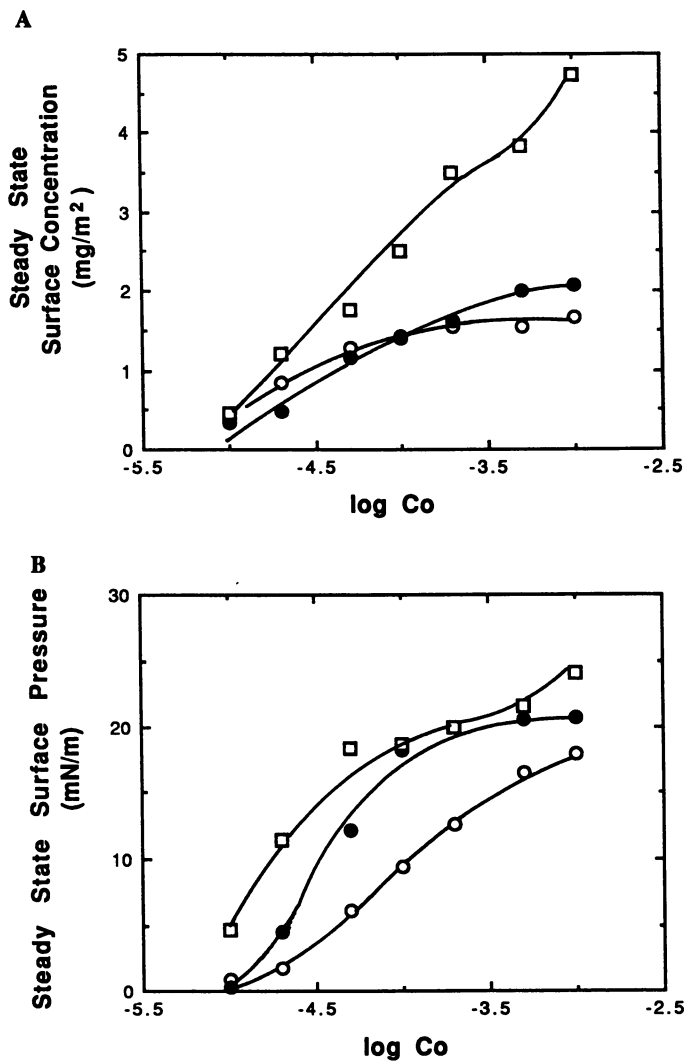 A
5
4
3
2
1
0
Steady State
Surface Concentration
(mg/m²)
-5.5
-4.5
-3.5
-2.5
log Co
B
30
20
10
0
Steady State Surface Pressure
(mN/m)
-5.5
-4.5
-3.5
-2.5
log Co